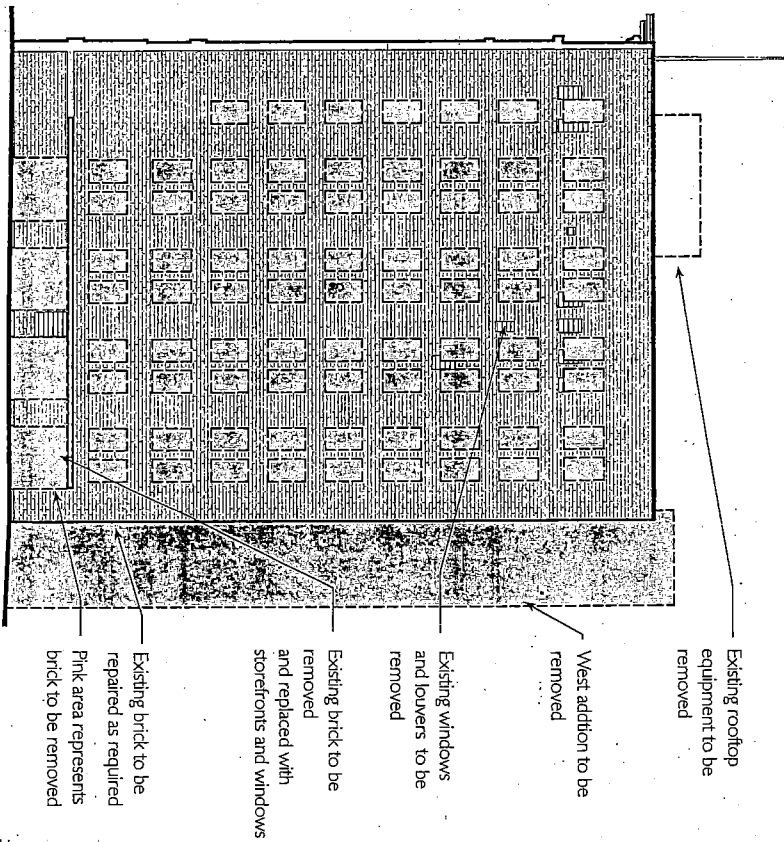 Existing rooftop
equipment to be
removed
West addtion to be
removed
Existing windows
and louvers to be
removed
Existing brick to be
removed
and replaced with
storefronts and windows
Existing brick to be
repaired as required
Pink area represents
brick to be removed